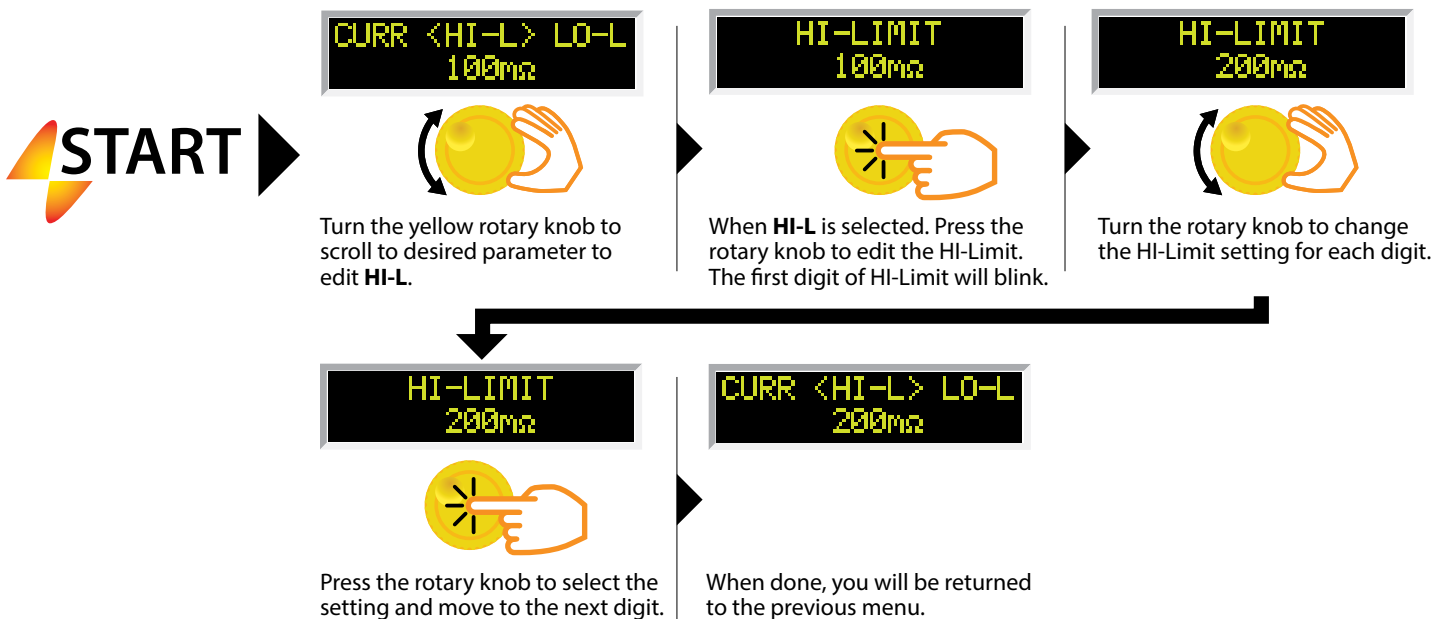 START
CURR <HI-L> LO-L
100mΩ
Turn the yellow rotary knob to
scroll to desired parameter to
edit HI-L.
HI-LIMIT
100mΩ
When HI-L is selected. Press the
rotary knob to edit the HI-Limit.
The first digit of HI-Limit will blink.
HI-LIMIT
200mΩ
Turn the rotary knob to change
the HI-Limit setting for each digit.
HI-LIMIT
200mΩ
Press the rotary knob to select the
setting and move to the next digit.
CURR <HI-L> LO-L
200mΩ
When done, you will be returned
to the previous menu.